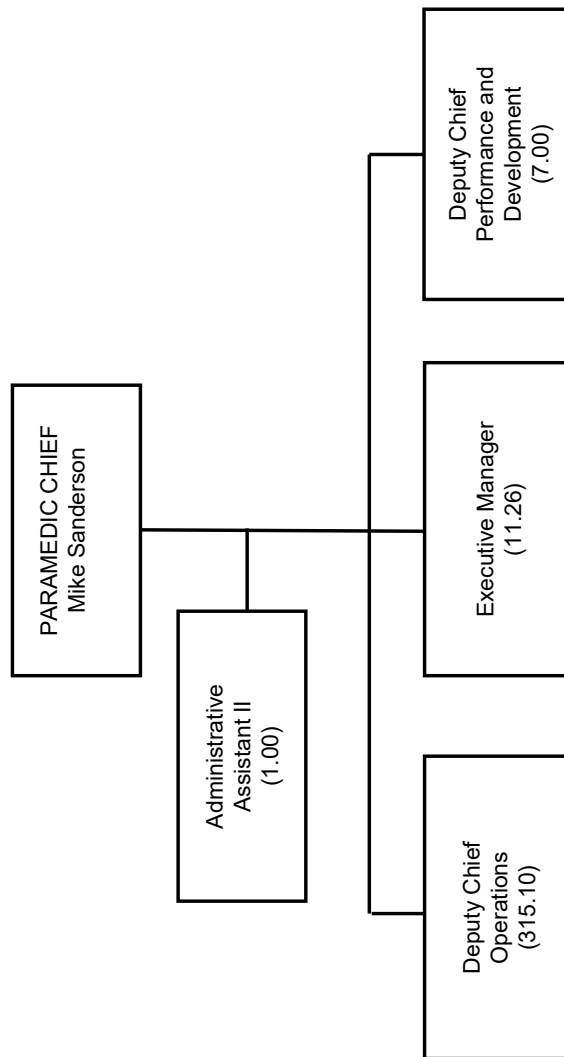 PARAMEDIC CHIEF
Mike Sanderson
Administrative
Assistant II
(1.00)
Deputy Chief
Operations
(315.10)
Executive Manager
(11.26)
Deputy Chief
Performance and
Development
(7.00)